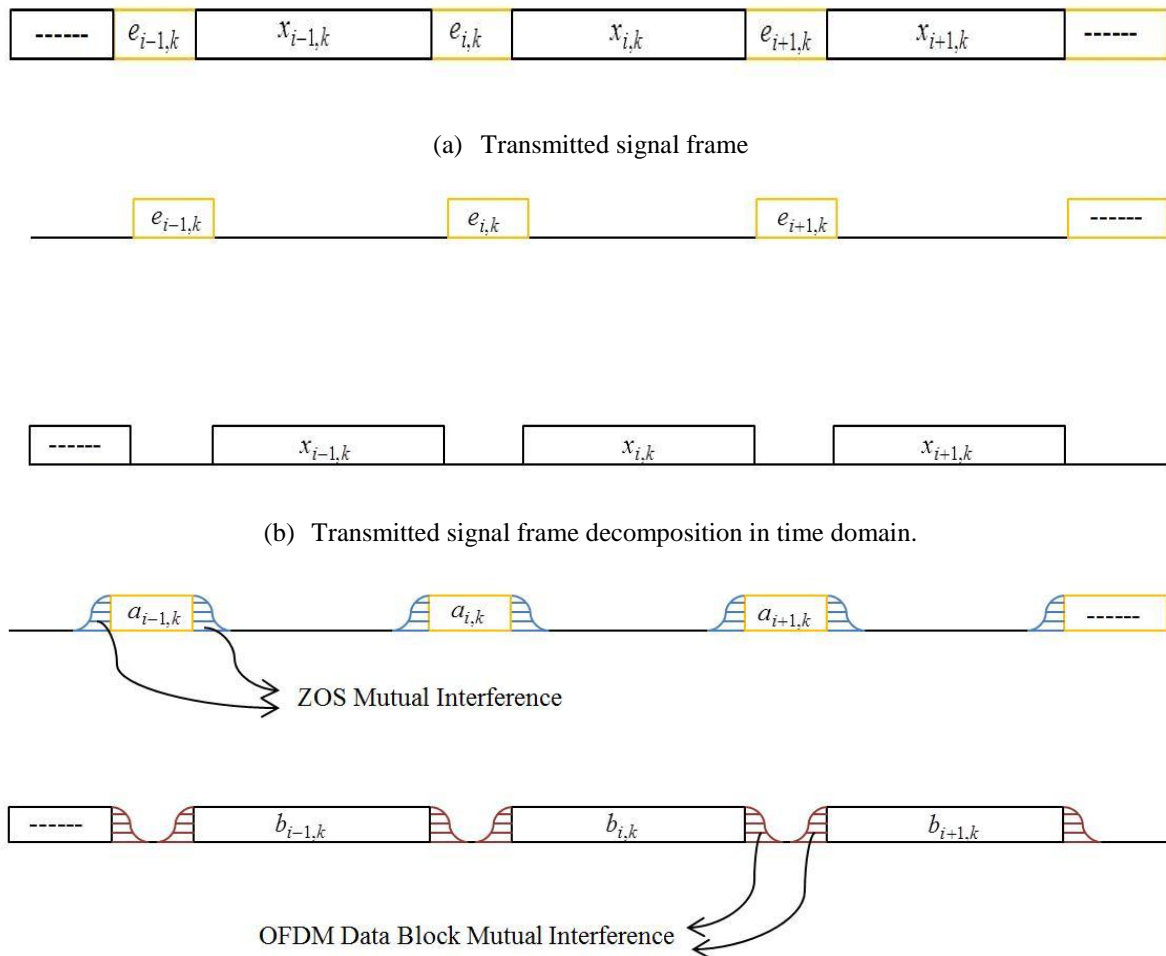 ------ e_{i−1,k} x_{i−1,k} e_{i,k} x_{i,k} e_{i+1,k} x_{i+1,k} ------
(a) Transmitted signal frame
e_{i−1,k} e_{i,k} e_{i+1,k} ------
------ x_{i−1,k} x_{i,k} x_{i+1,k}
(b) Transmitted signal frame decomposition in time domain.
a_{i−1,k} a_{i,k} a_{i+1,k} ------
ZOS Mutual Interference
------ b_{i−1,k} b_{i,k} b_{i+1,k}
OFDM Data Block Mutual Interference